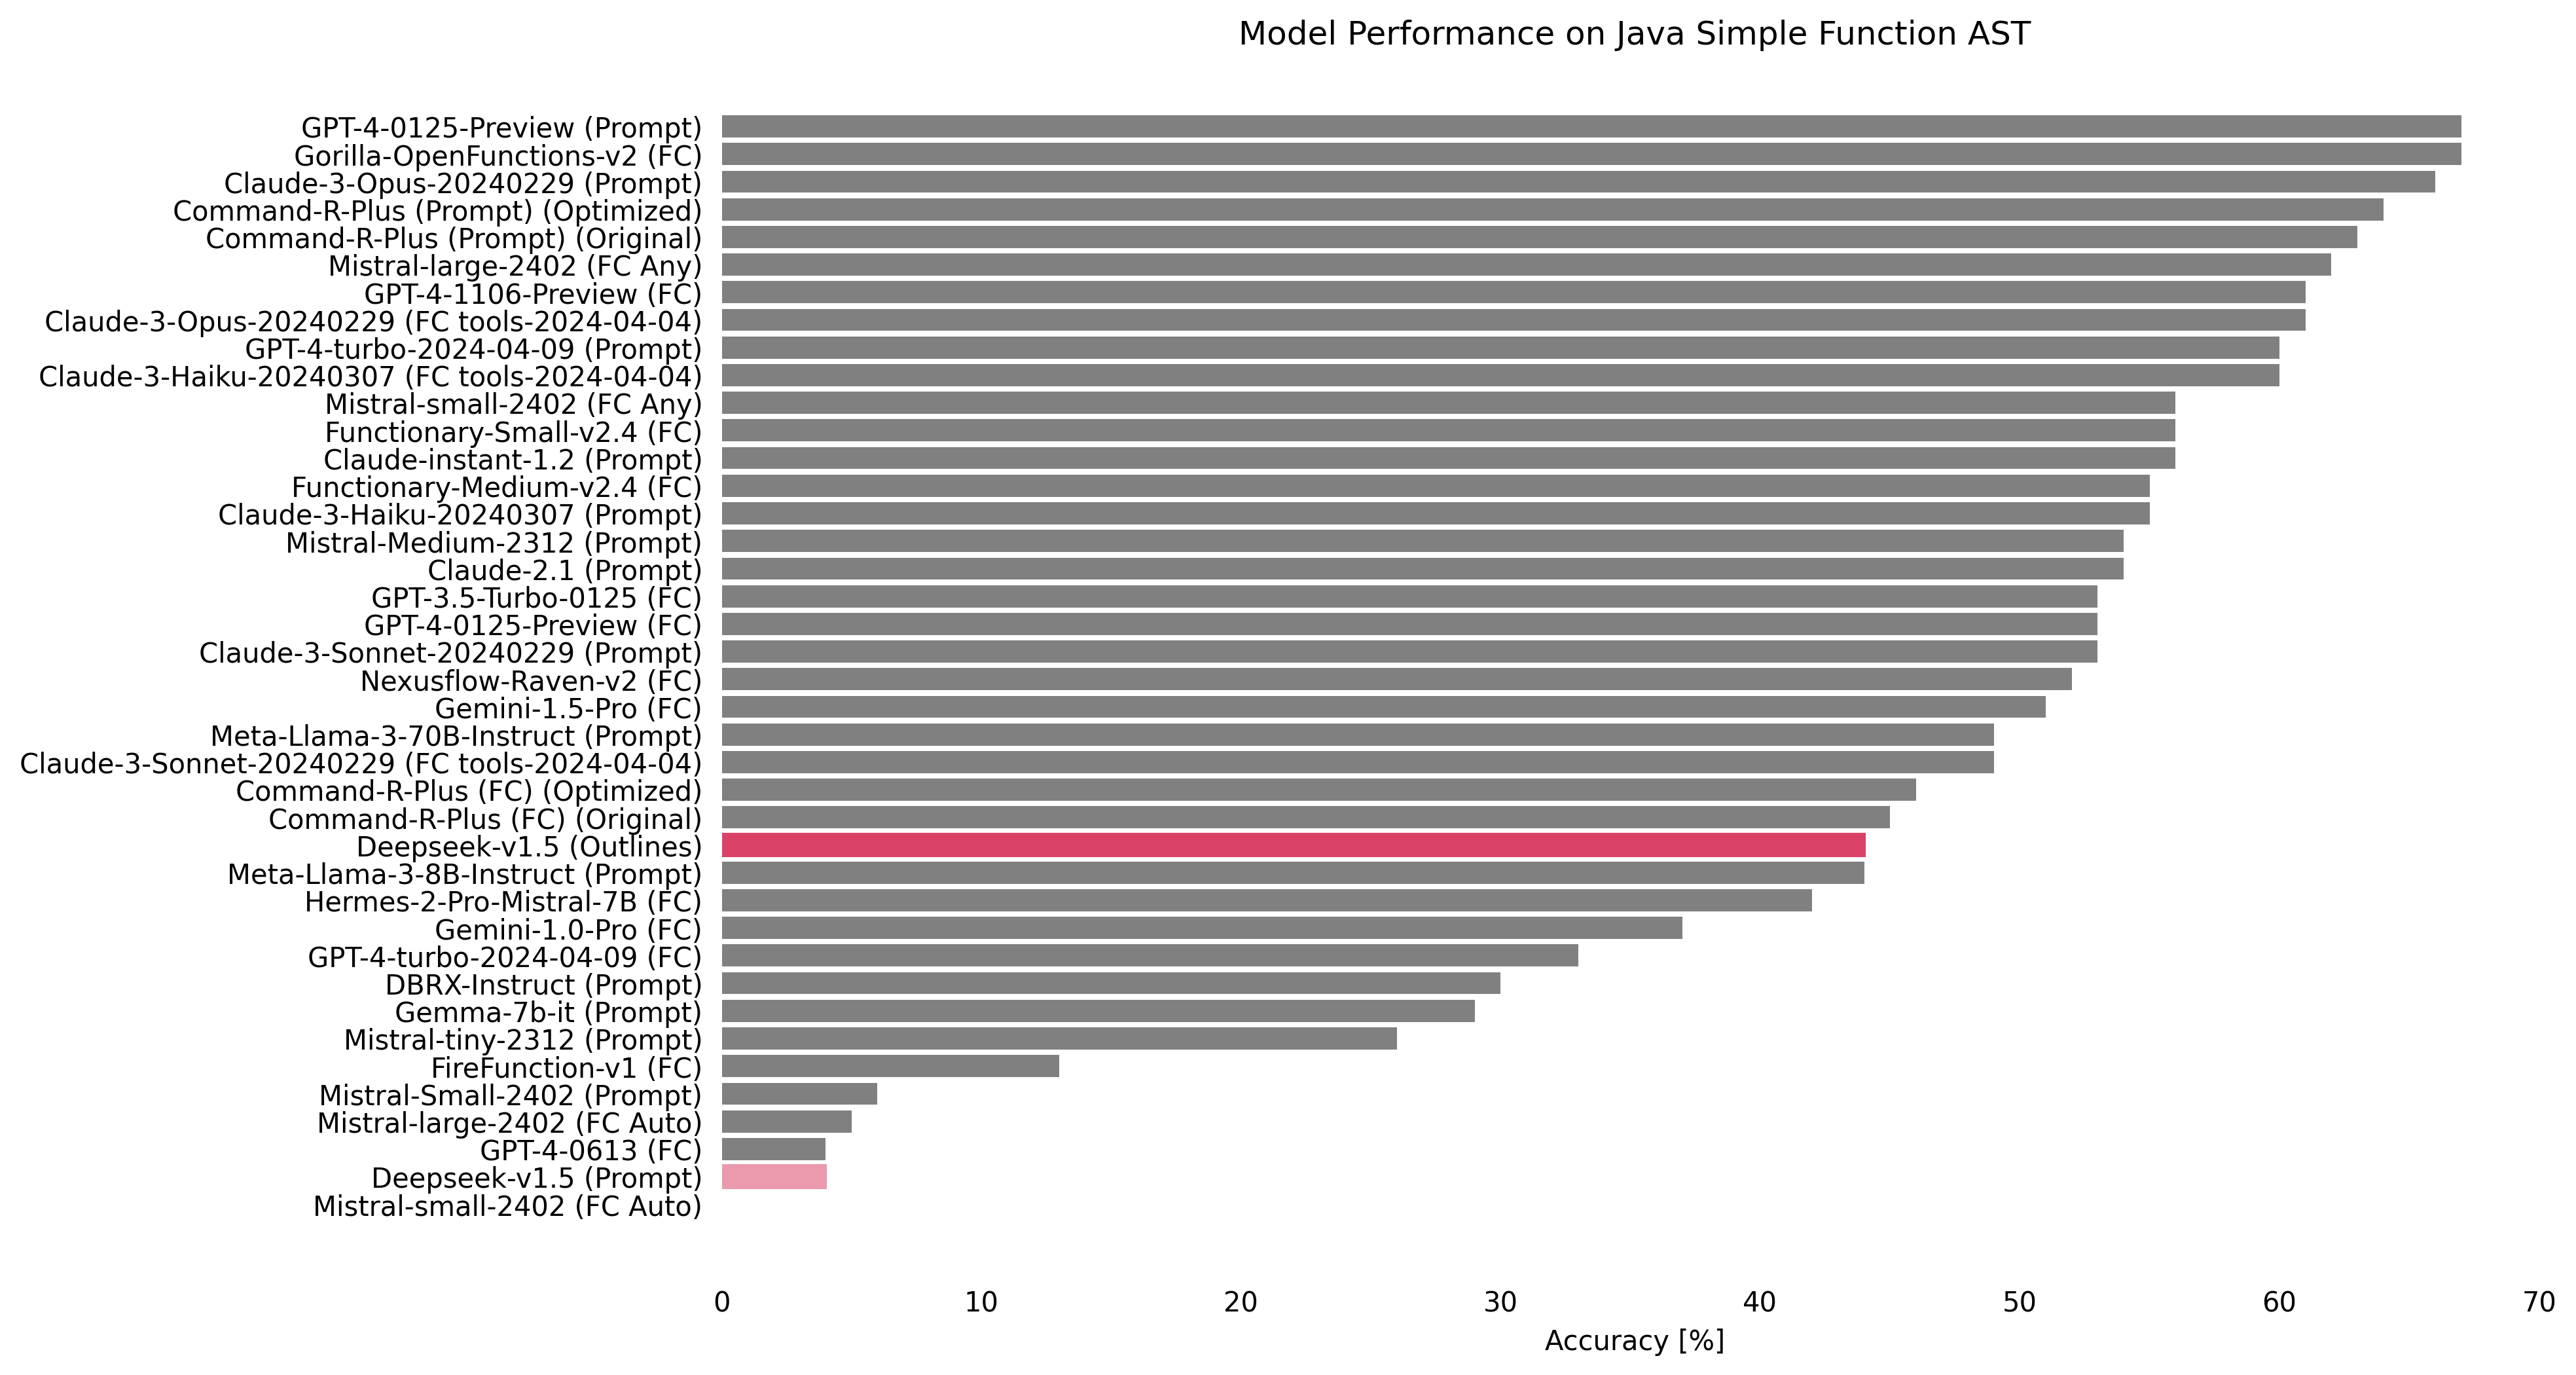 Model Performance on Java Simple Function AST
GPT-4-0125-Preview (Prompt)
Gorilla-OpenFunctions-v2 (FC)
Claude-3-Opus-20240229 (Prompt)
Command-R-Plus (Prompt) (Optimized)
Command-R-Plus (Prompt) (Original)
Mistral-large-2402 (FC Any)
GPT-4-1106-Preview (FC)
Claude-3-Opus-20240229 (FC tools-2024-04-04)
GPT-4-turbo-2024-04-09 (Prompt)
Claude-3-Haiku-20240307 (FC tools-2024-04-04)
Mistral-small-2402 (FC Any)
Functionary-Small-v2.4 (FC)
Claude-instant-1.2 (Prompt)
Functionary-Medium-v2.4 (FC)
Claude-3-Haiku-20240307 (Prompt)
Mistral-Medium-2312 (Prompt)
Claude-2.1 (Prompt)
GPT-3.5-Turbo-0125 (FC)
GPT-4-0125-Preview (FC)
Claude-3-Sonnet-20240229 (Prompt)
Nexusflow-Raven-v2 (FC)
Gemini-1.5-Pro (FC)
Meta-Llama-3-70B-Instruct (Prompt)
Claude-3-Sonnet-20240229 (FC tools-2024-04-04)
Command-R-Plus (FC) (Optimized)
Command-R-Plus (FC) (Original)
Deepseek-v1.5 (Outlines)
Meta-Llama-3-8B-Instruct (Prompt)
Hermes-2-Pro-Mistral-7B (FC)
Gemini-1.0-Pro (FC)
GPT-4-turbo-2024-04-09 (FC)
DBRX-Instruct (Prompt)
Gemma-7b-it (Prompt)
Mistral-tiny-2312 (Prompt)
FireFunction-v1 (FC)
Mistral-Small-2402 (Prompt)
Mistral-large-2402 (FC Auto)
GPT-4-0613 (FC)
Deepseek-v1.5 (Prompt)
Mistral-small-2402 (FC Auto)
0 10 20 30 40 50 60 70
Accuracy [%]